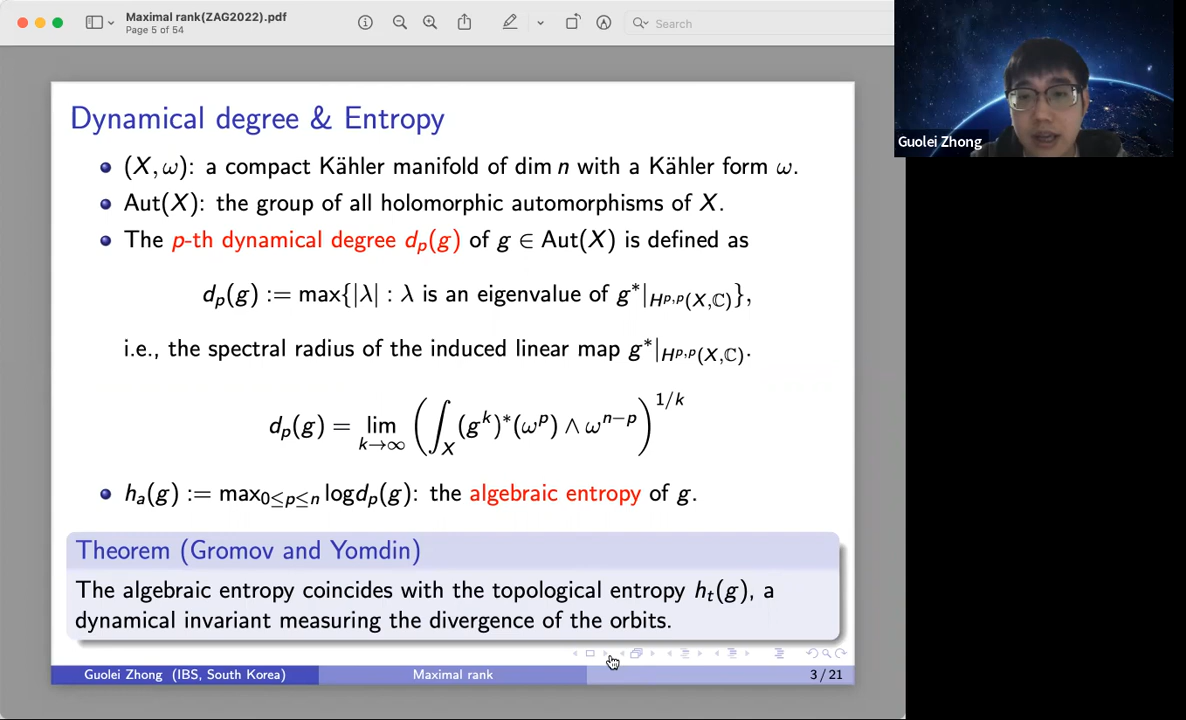 Maximal rank(ZAG2022).pdf
Page 5 of 54
Search
Guolei Zhong
Dynamical degree & Entropy
(X, ω): a compact Kähler manifold of dim n with a Kähler form ω.
Aut(X): the group of all holomorphic automorphisms of X.
The p-th dynamical degree d_p(g) of g ∈ Aut(X) is defined as
d_p(g) := max{|λ| : λ is an eigenvalue of g*|_{H^{p,p}(X,ℂ)}},
i.e., the spectral radius of the induced linear map g*|_{H^{p,p}(X,ℂ)}.
d_p(g) = lim_{k→∞} (∫_X (g^k)*(ω^p) ∧ ω^{n−p})^{1/k}
h_a(g) := max_{0≤p≤n} logd_p(g): the algebraic entropy of g.
Theorem (Gromov and Yomdin)
The algebraic entropy coincides with the topological entropy h_t(g), a
dynamical invariant measuring the divergence of the orbits.
Guolei Zhong (IBS, South Korea)
Maximal rank
3 / 21